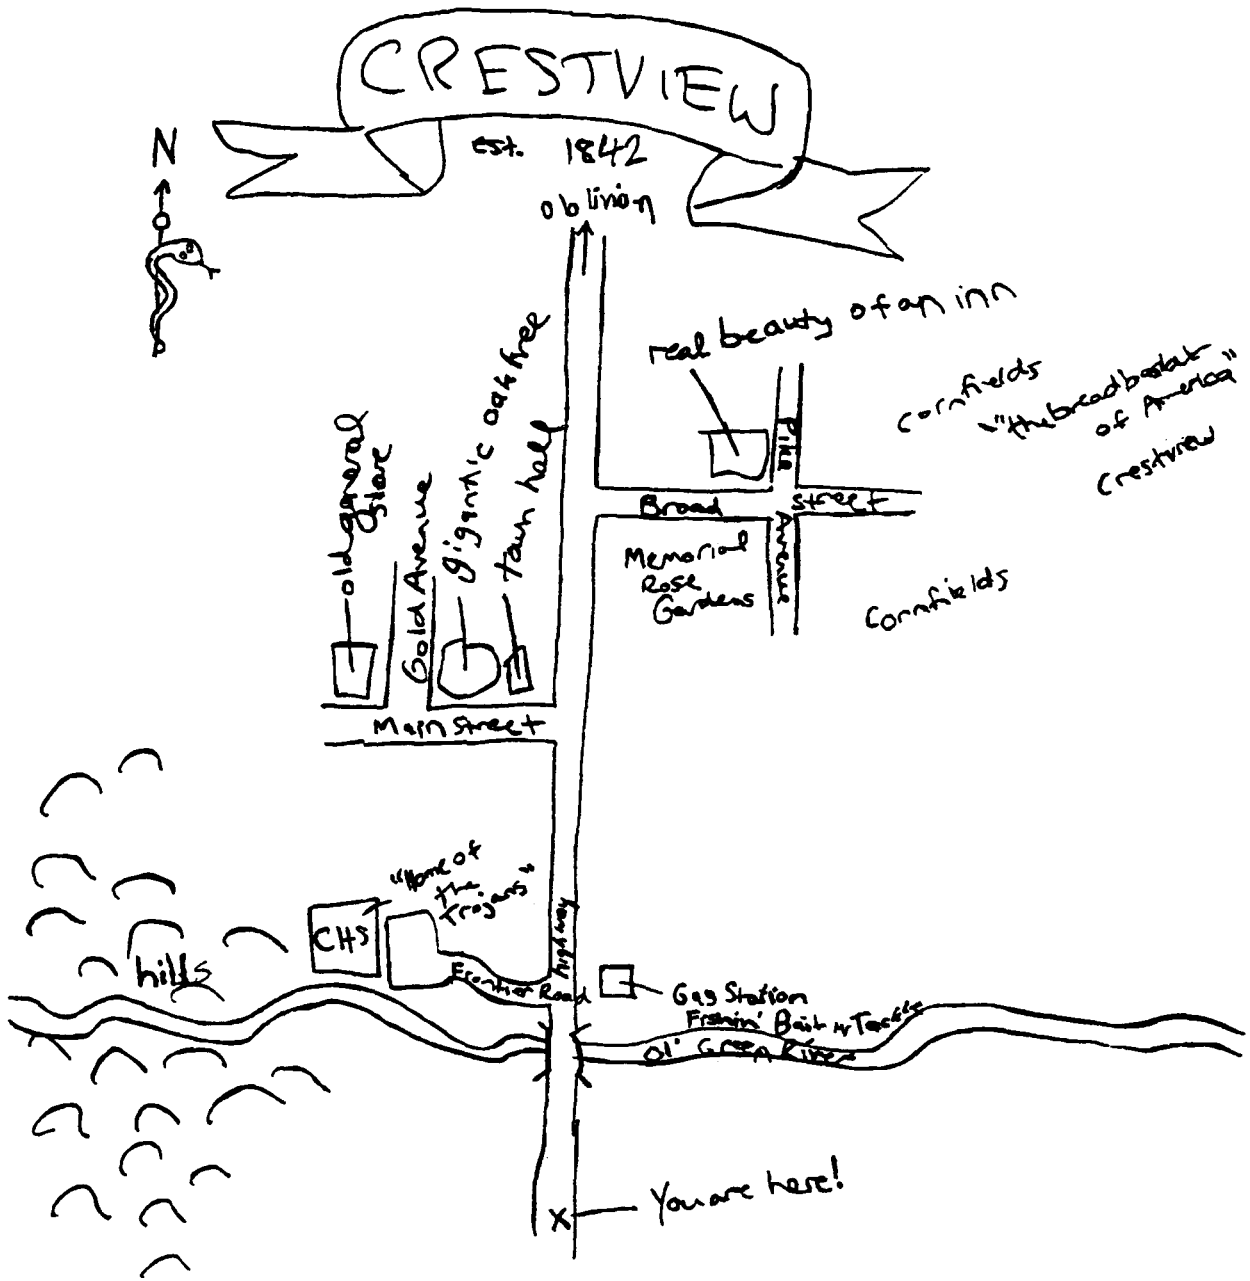 CRESTVIEW
Est. 1842
N
oblivion
real beauty of an inn
cornfields
"the breadbasket
of America"
Crestview
old general
store
Gold Avenue
gigantic oak tree
town hall
Pike
Avenue
Broad Street
Memorial
Rose
Gardens
Cornfields
Main Street
"Home of
the
Trojans"
CHS
highway
hills
Frontier Road
Gas Station
Fishin' Bait & Tackle
Ol' Green River
X
You are here!